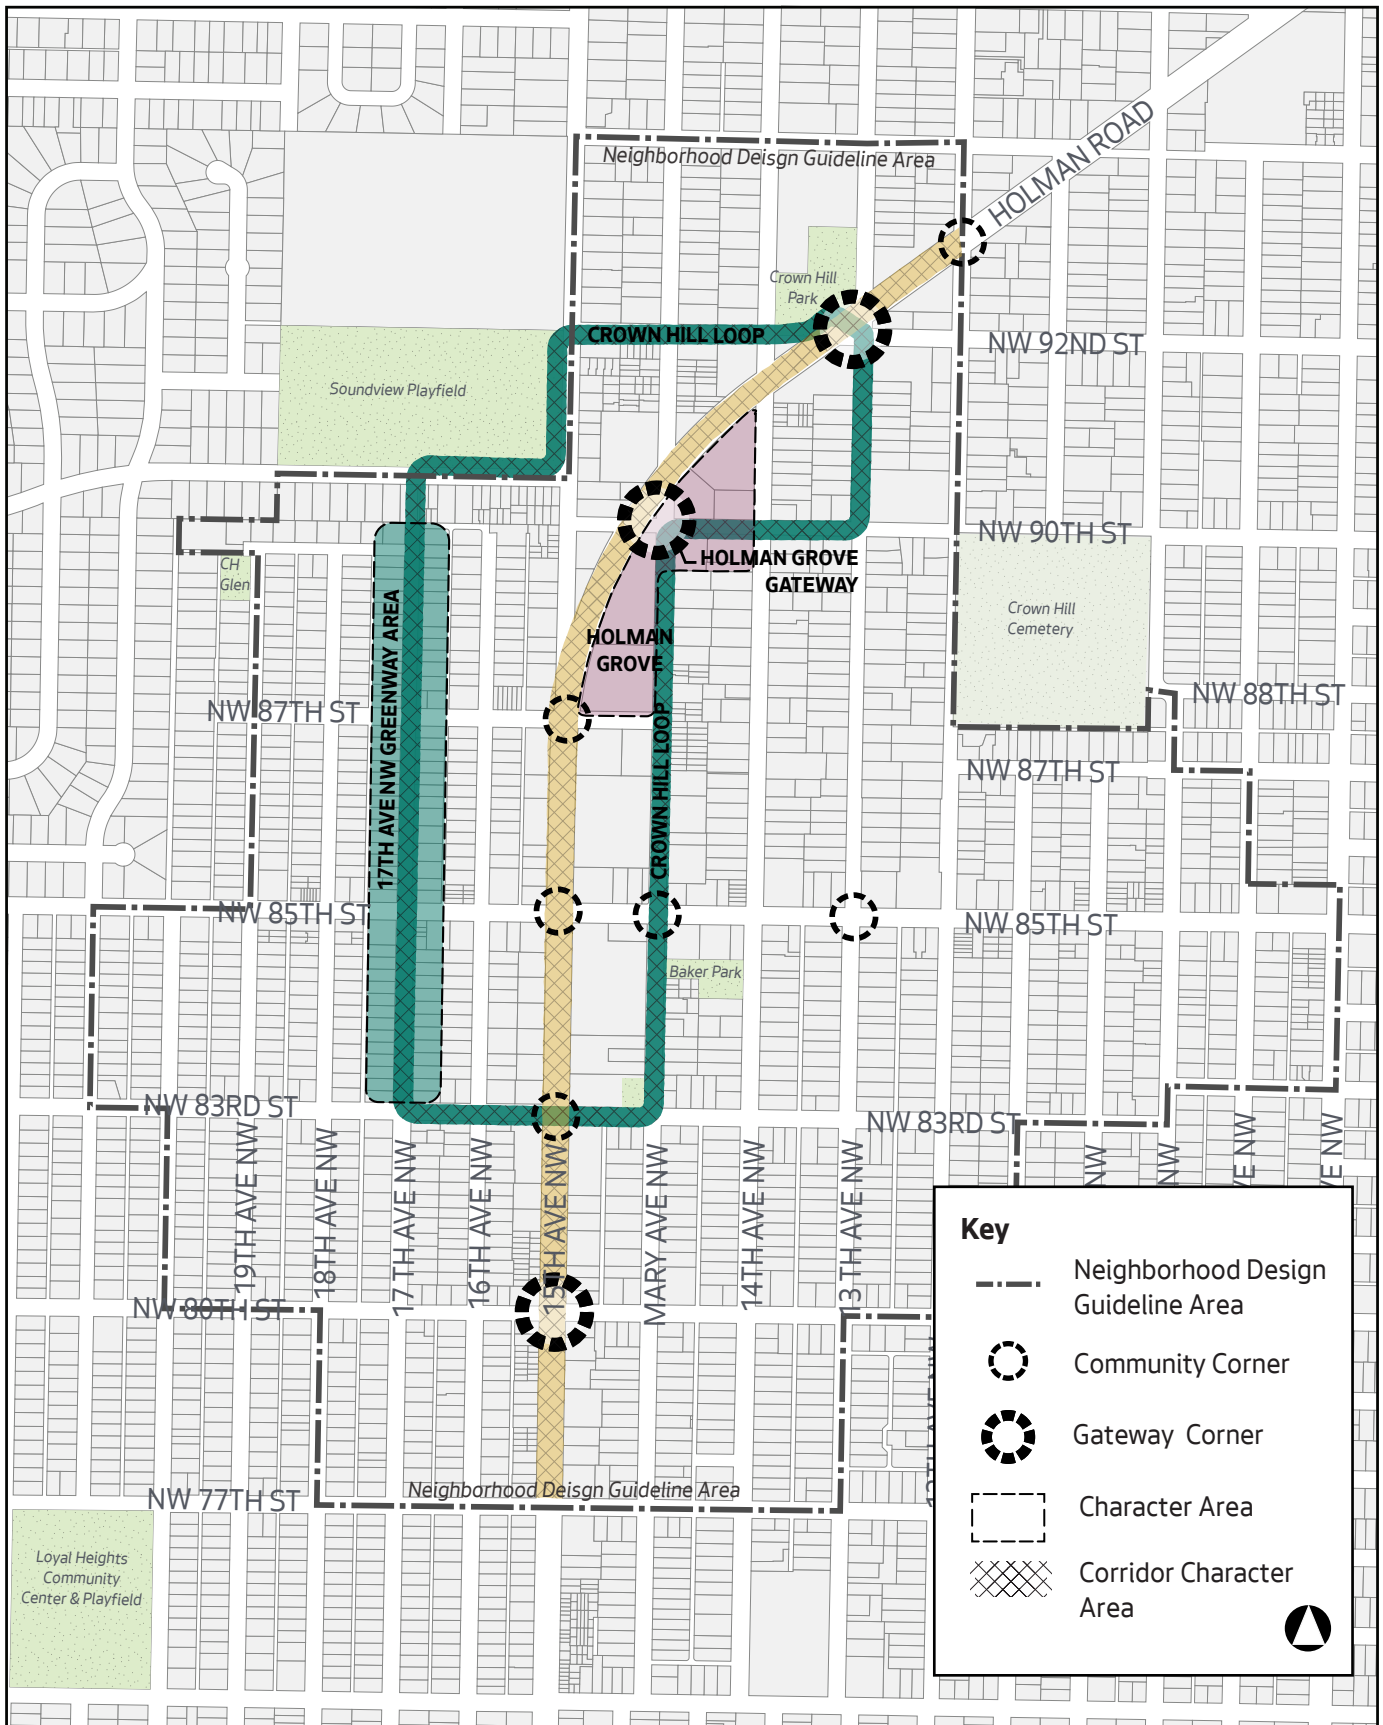 Neighborhood Deisgn Guideline Area
HOLMAN ROAD
Crown Hill
Park
CROWN HILL LOOP
NW 92ND ST
Soundview Playfield
NW 90TH ST
HOLMAN GROVE
GATEWAY
CH
Glen
Crown Hill
Cemetery
HOLMAN
GROVE
17TH AVE NW GREENWAY AREA
NW 88TH ST
NW 87TH ST
CROWN HILL LOOP
NW 87TH ST
NW 85TH ST
NW 85TH ST
Baker Park
NW 83RD ST
NW 83RD ST
19TH AVE NW
18TH AVE NW
17TH AVE NW
16TH AVE NW
15TH AVE NW
MARY AVE NW
14TH AVE NW
13TH AVE NW
NW
NW
VE NW
VE NW
NW 80TH ST
Key
Neighborhood Design
Guideline Area
Community Corner
Gateway Corner
Character Area
Corridor Character
Area
Neighborhood Deisgn Guideline Area
NW 77TH ST
Loyal Heights
Community
Center & Playfield